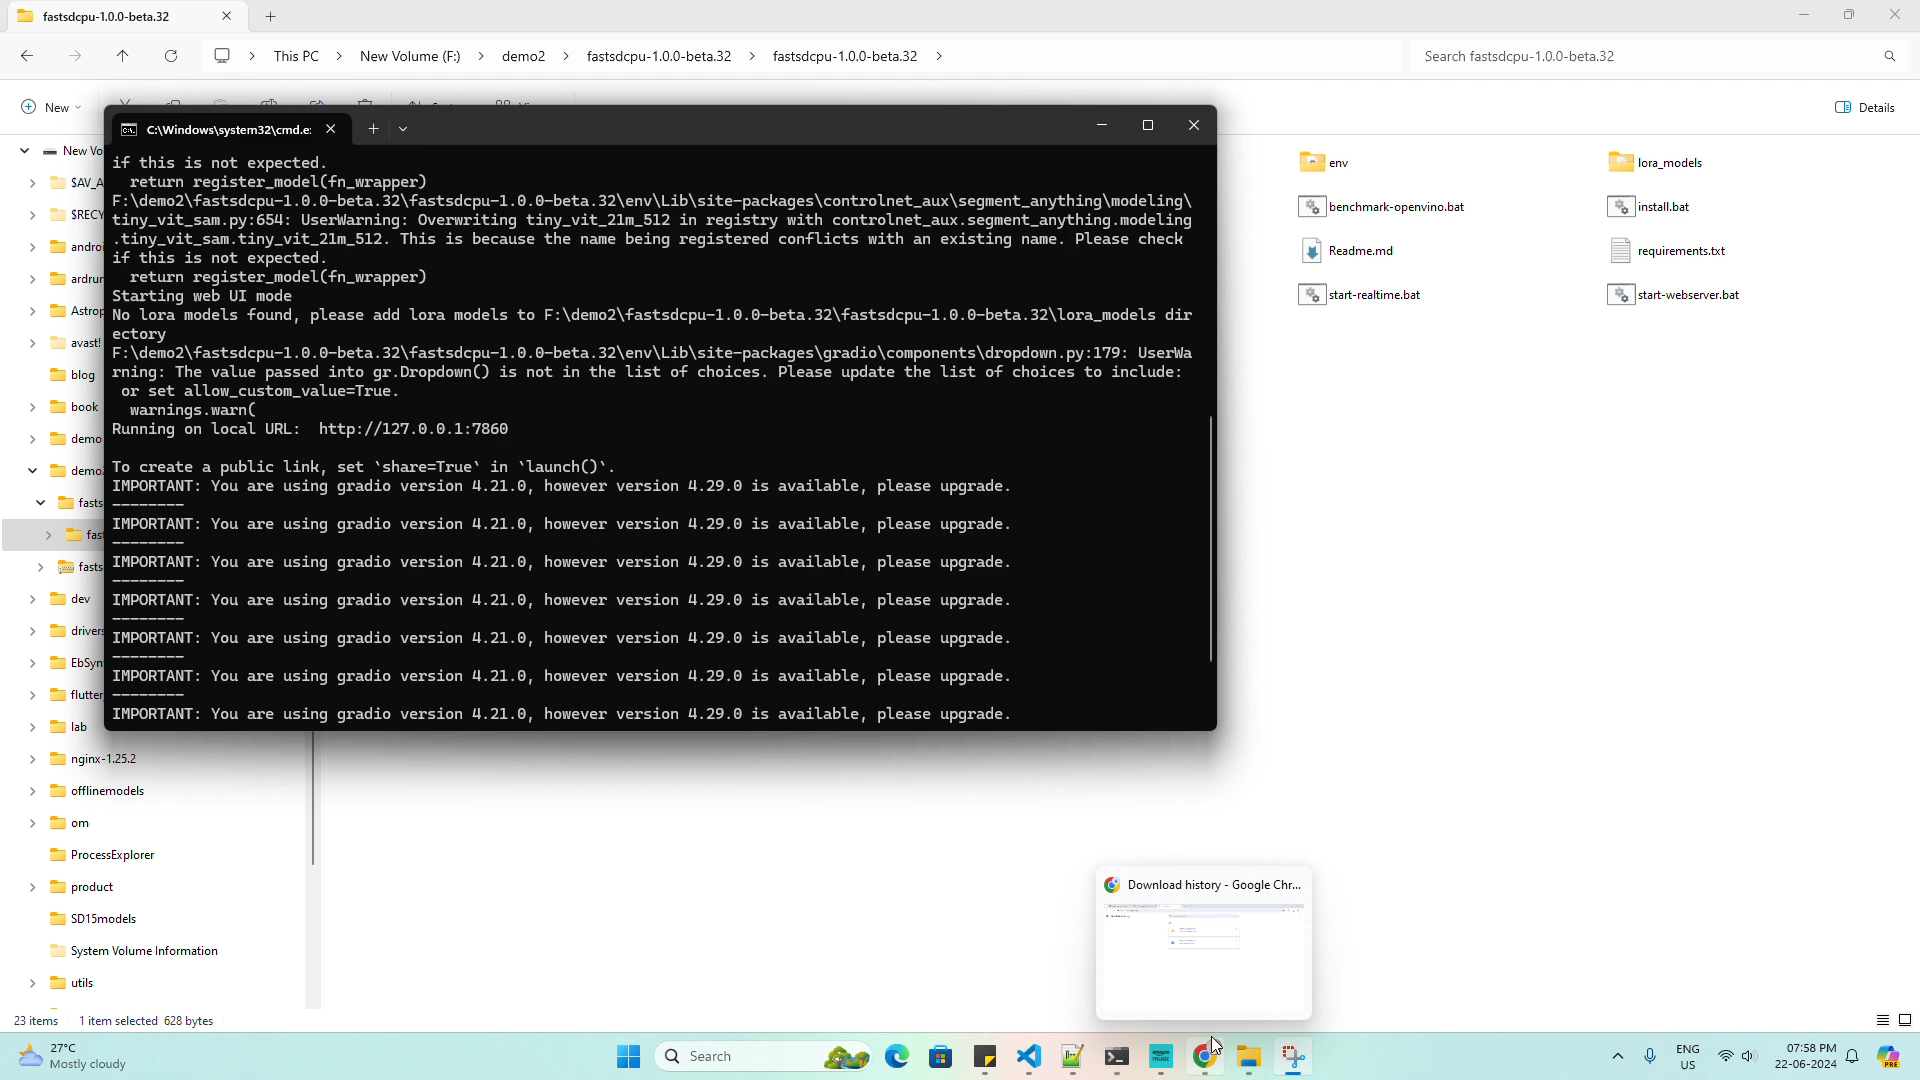 fastsdcpu-1.0.0-beta.32
This PC > New Volume (F:) > demo2 > fastsdcpu-1.0.0-beta.32 > fastsdcpu-1.0.0-beta.32 >
Search fastsdcpu-1.0.0-beta.32
New
Details
C:\Windows\system32\cmd.e
if this is not expected.
return register_model(fn_wrapper)
F:\demo2\fastsdcpu-1.0.0-beta.32\fastsdcpu-1.0.0-beta.32\env\Lib\site-packages\controlnet_aux\segment_anything\modeling\
tiny_vit_sam.py:654: UserWarning: Overwriting tiny_vit_21m_512 in registry with controlnet_aux.segment_anything.modeling
.tiny_vit_sam.tiny_vit_21m_512. This is because the name being registered conflicts with an existing name. Please check
if this is not expected.
return register_model(fn_wrapper)
Starting web UI mode
No lora models found, please add lora models to F:\demo2\fastsdcpu-1.0.0-beta.32\fastsdcpu-1.0.0-beta.32\lora_models dir
ectory
F:\demo2\fastsdcpu-1.0.0-beta.32\fastsdcpu-1.0.0-beta.32\env\Lib\site-packages\gradio\components\dropdown.py:179: UserWa
rning: The value passed into gr.Dropdown() is not in the list of choices. Please update the list of choices to include:
or set allow_custom_value=True.
warnings.warn(
Running on local URL:  http://127.0.0.1:7860
To create a public link, set `share=True` in `launch()`.
IMPORTANT: You are using gradio version 4.21.0, however version 4.29.0 is available, please upgrade.
--------
IMPORTANT: You are using gradio version 4.21.0, however version 4.29.0 is available, please upgrade.
--------
IMPORTANT: You are using gradio version 4.21.0, however version 4.29.0 is available, please upgrade.
--------
IMPORTANT: You are using gradio version 4.21.0, however version 4.29.0 is available, please upgrade.
--------
IMPORTANT: You are using gradio version 4.21.0, however version 4.29.0 is available, please upgrade.
--------
IMPORTANT: You are using gradio version 4.21.0, however version 4.29.0 is available, please upgrade.
--------
IMPORTANT: You are using gradio version 4.21.0, however version 4.29.0 is available, please upgrade.
New Vo
$AV_A
$RECY
androi
ardrun
Astrop
avast!
blog
book
demo
demo
fasts
fast
fasts
dev
drivers
EbSyn
flutter
lab
nginx-1.25.2
offlinemodels
om
ProcessExplorer
product
SD15models
System Volume Information
utils
env
lora_models
benchmark-openvino.bat
install.bat
Readme.md
requirements.txt
start-realtime.bat
start-webserver.bat
Download history - Google Chr...
23 items
1 item selected 628 bytes
27°C
Mostly cloudy
Search
amazon music
ENG
US
07:58 PM
22-06-2024
PRE